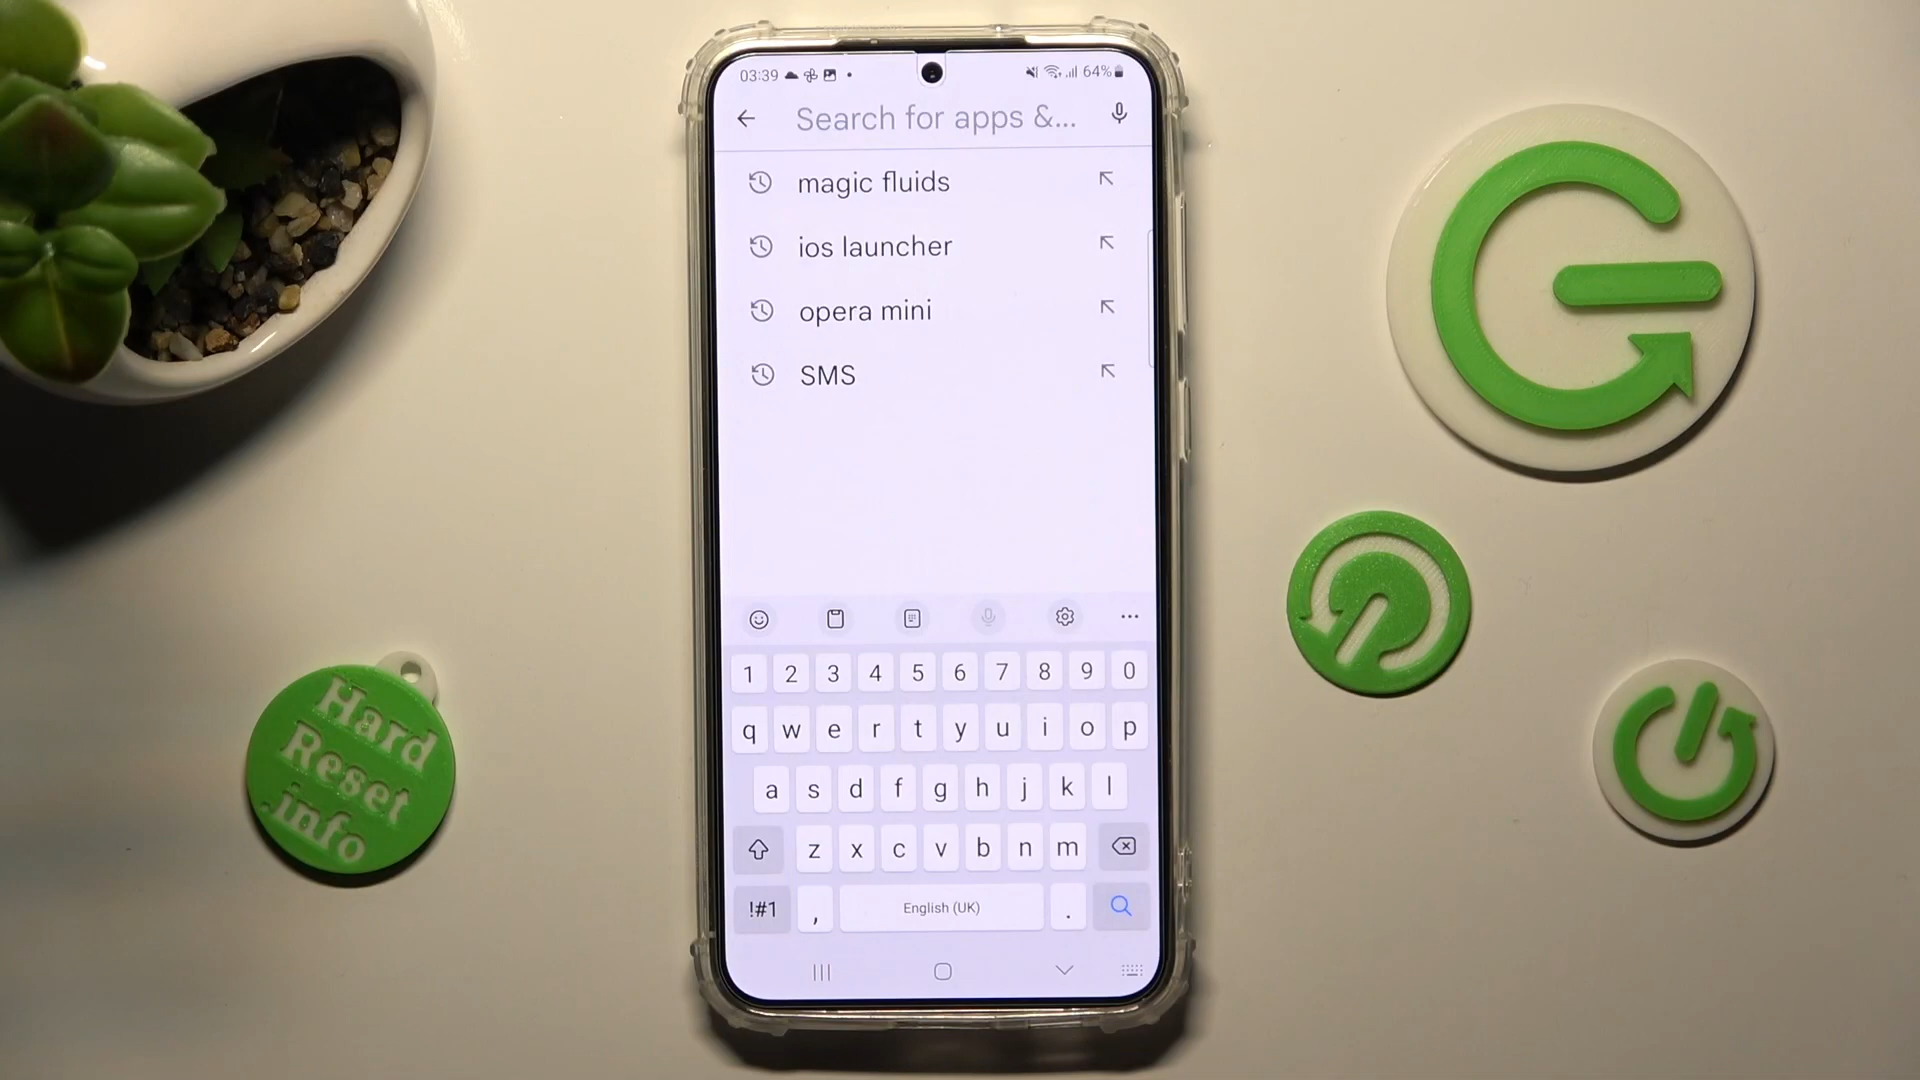 03:39
64%
Search for apps &...
magic fluids
ios launcher
opera mini
SMS
1 2 3 4 5 6 7 8 9 0
q w e r t y u i o p
a s d f g h j k l
z x c v b n m
!#1 , English (UK) .
Hard
Reset
.info